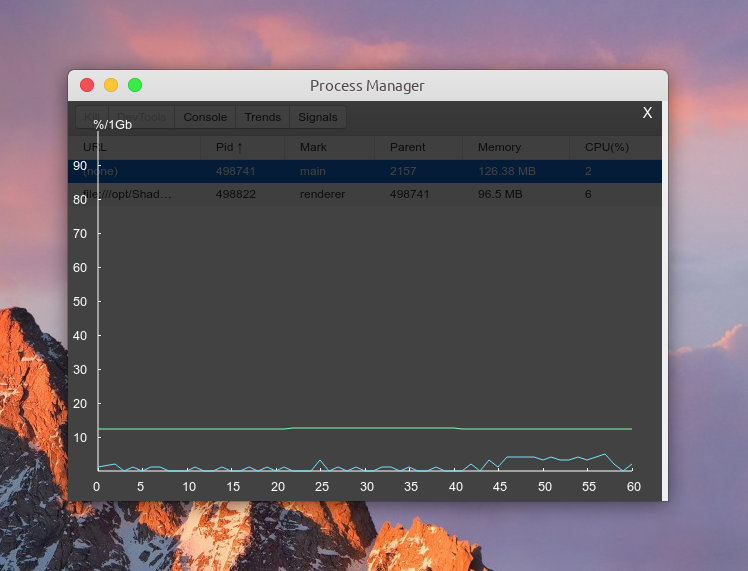 Process Manager
Kill DevTools Console Trends Signals X
%/1Gb
URL Pid ↑ Mark Parent Memory CPU(%)
(none) 498741 main 2157 126.38 MB 2
file:///opt/Shad… 498822 renderer 498741 96.5 MB 6
90
80
70
60
50
40
30
20
10
0 5 10 15 20 25 30 35 40 45 50 55 60